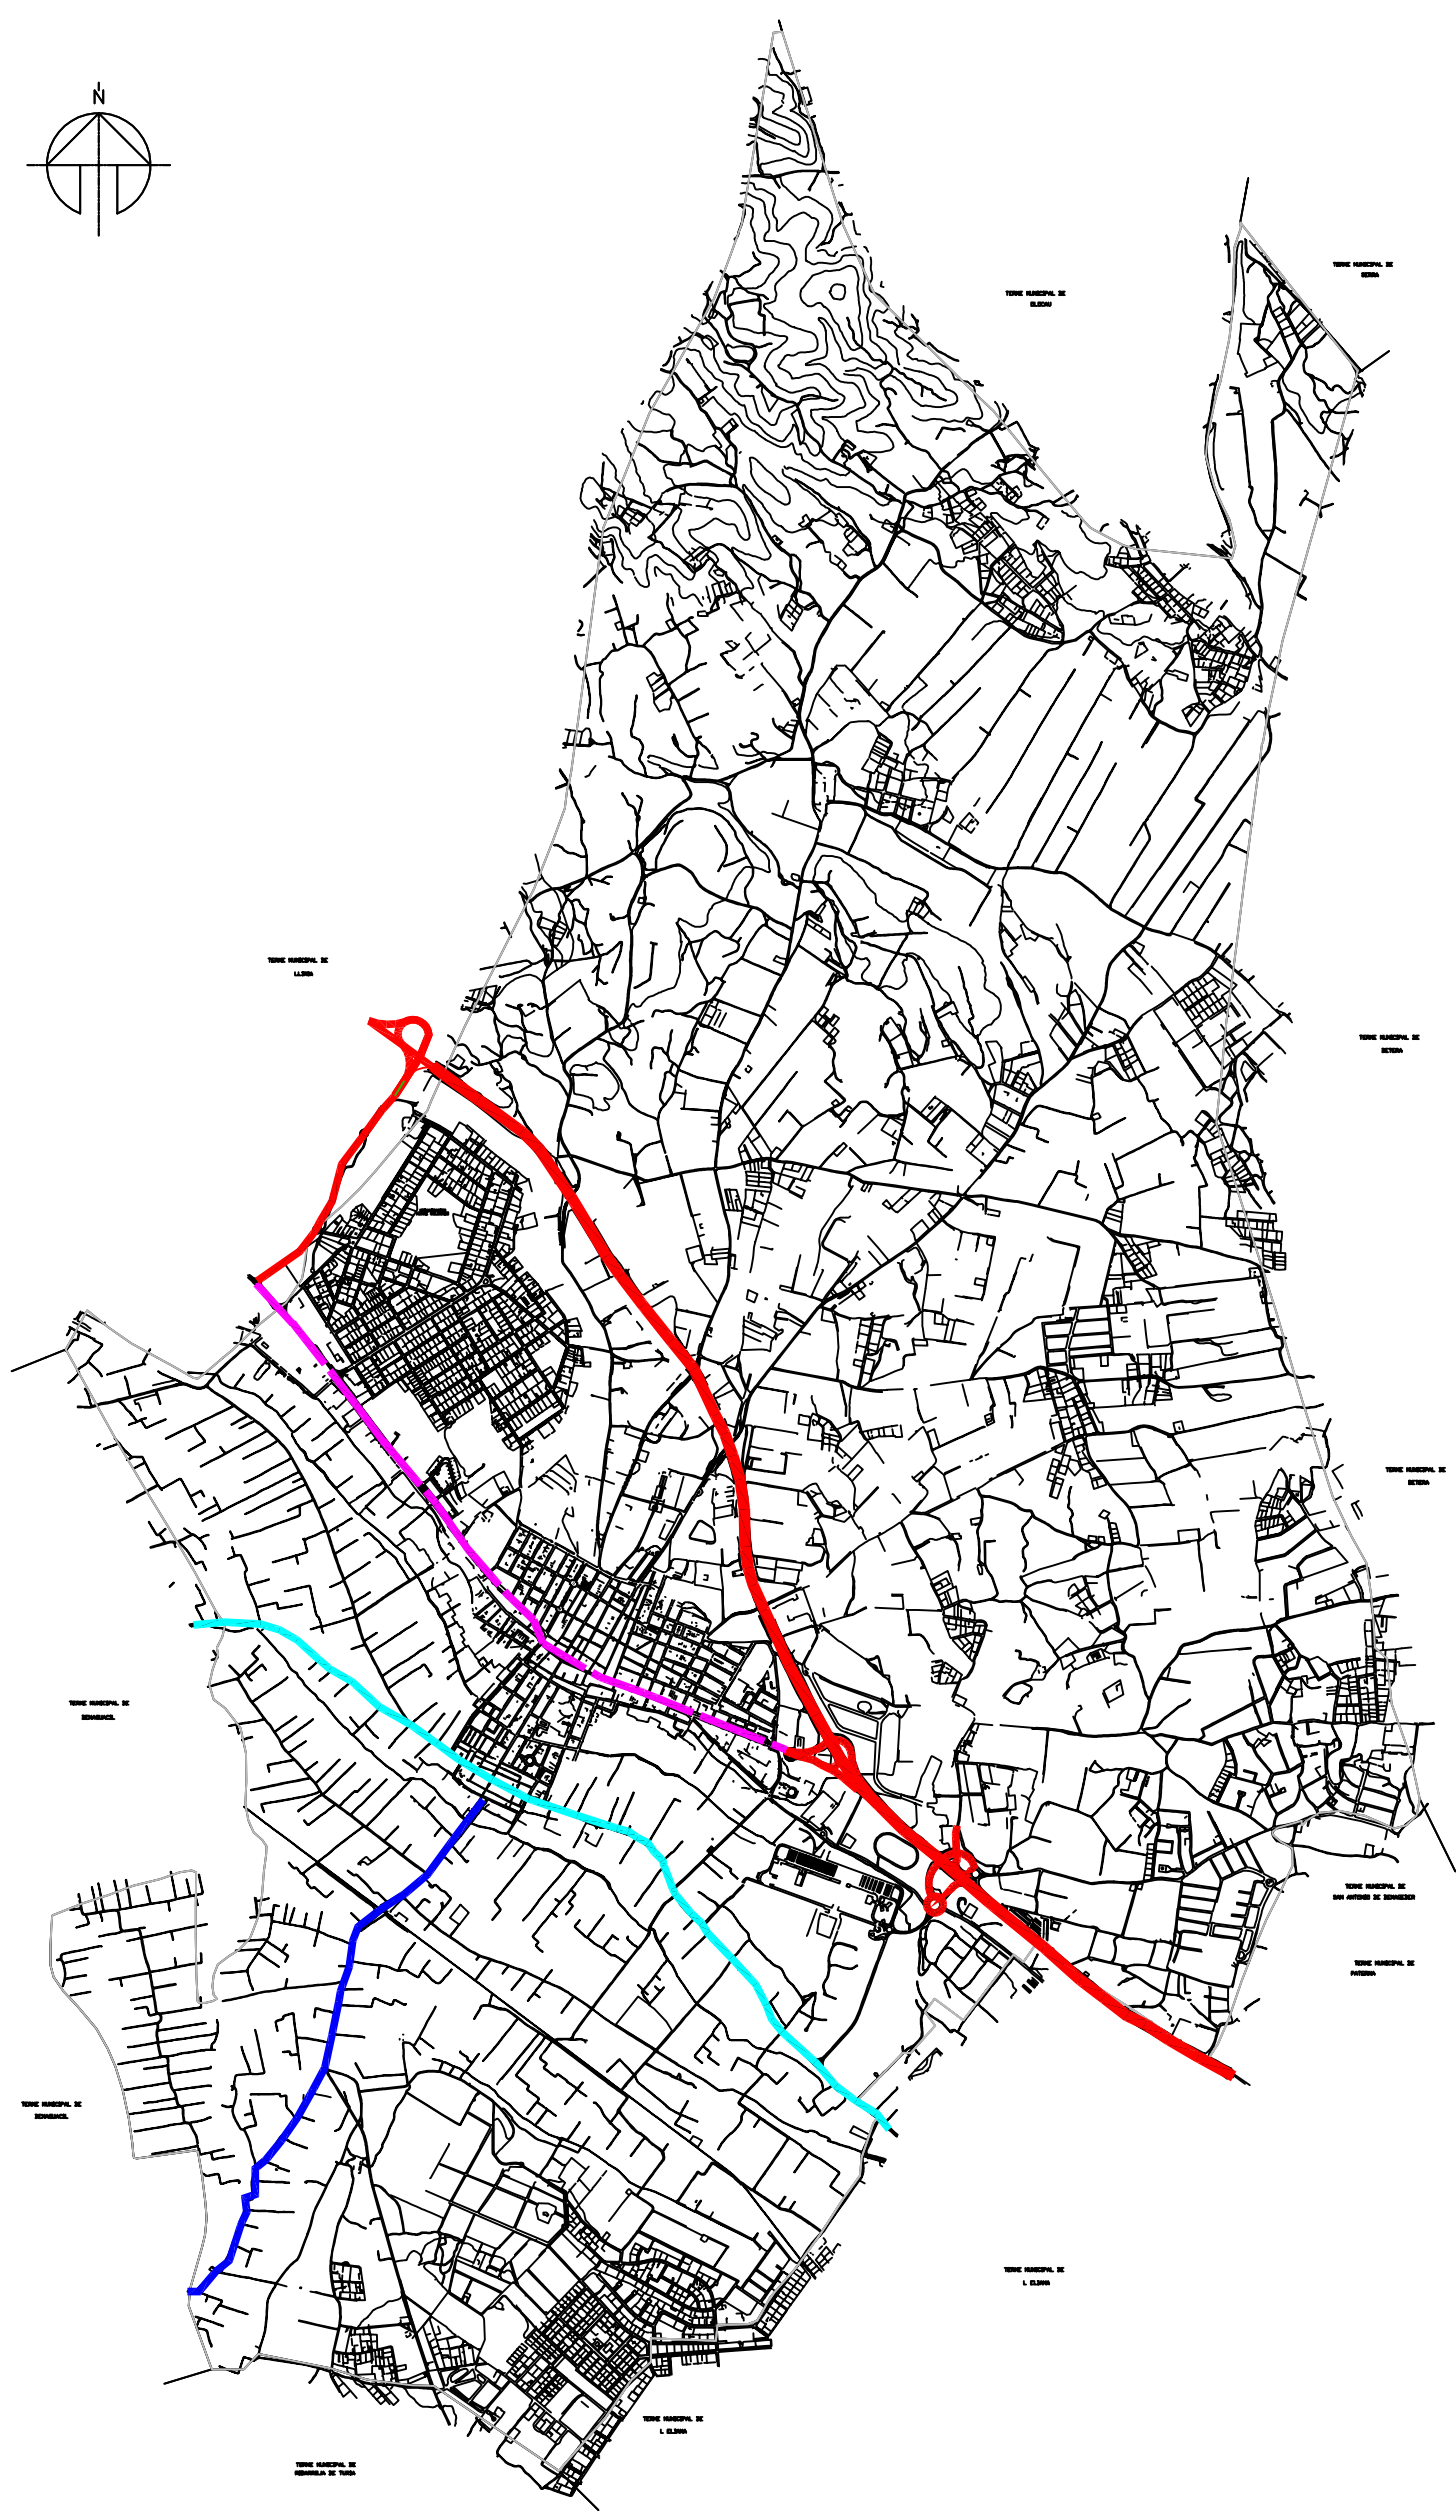 N
TERME MUNICIPAL DE
SERRA
TERME MUNICIPAL DE
OLOCAU
TERME MUNICIPAL DE
LLIRIA
TERME MUNICIPAL DE
BETERA
TERME MUNICIPAL DE
BETERA
TERME MUNICIPAL DE
BENAGUACIL
TERME MUNICIPAL DE
SAN ANTONIO DE BENAGEBER
TERME MUNICIPAL DE
PATERNA
TERME MUNICIPAL DE
BENAGUACIL
TERME MUNICIPAL DE
L ELIANA
TERME MUNICIPAL DE
L ELIANA
TERME MUNICIPAL DE
RIBARROJA DE TURIA